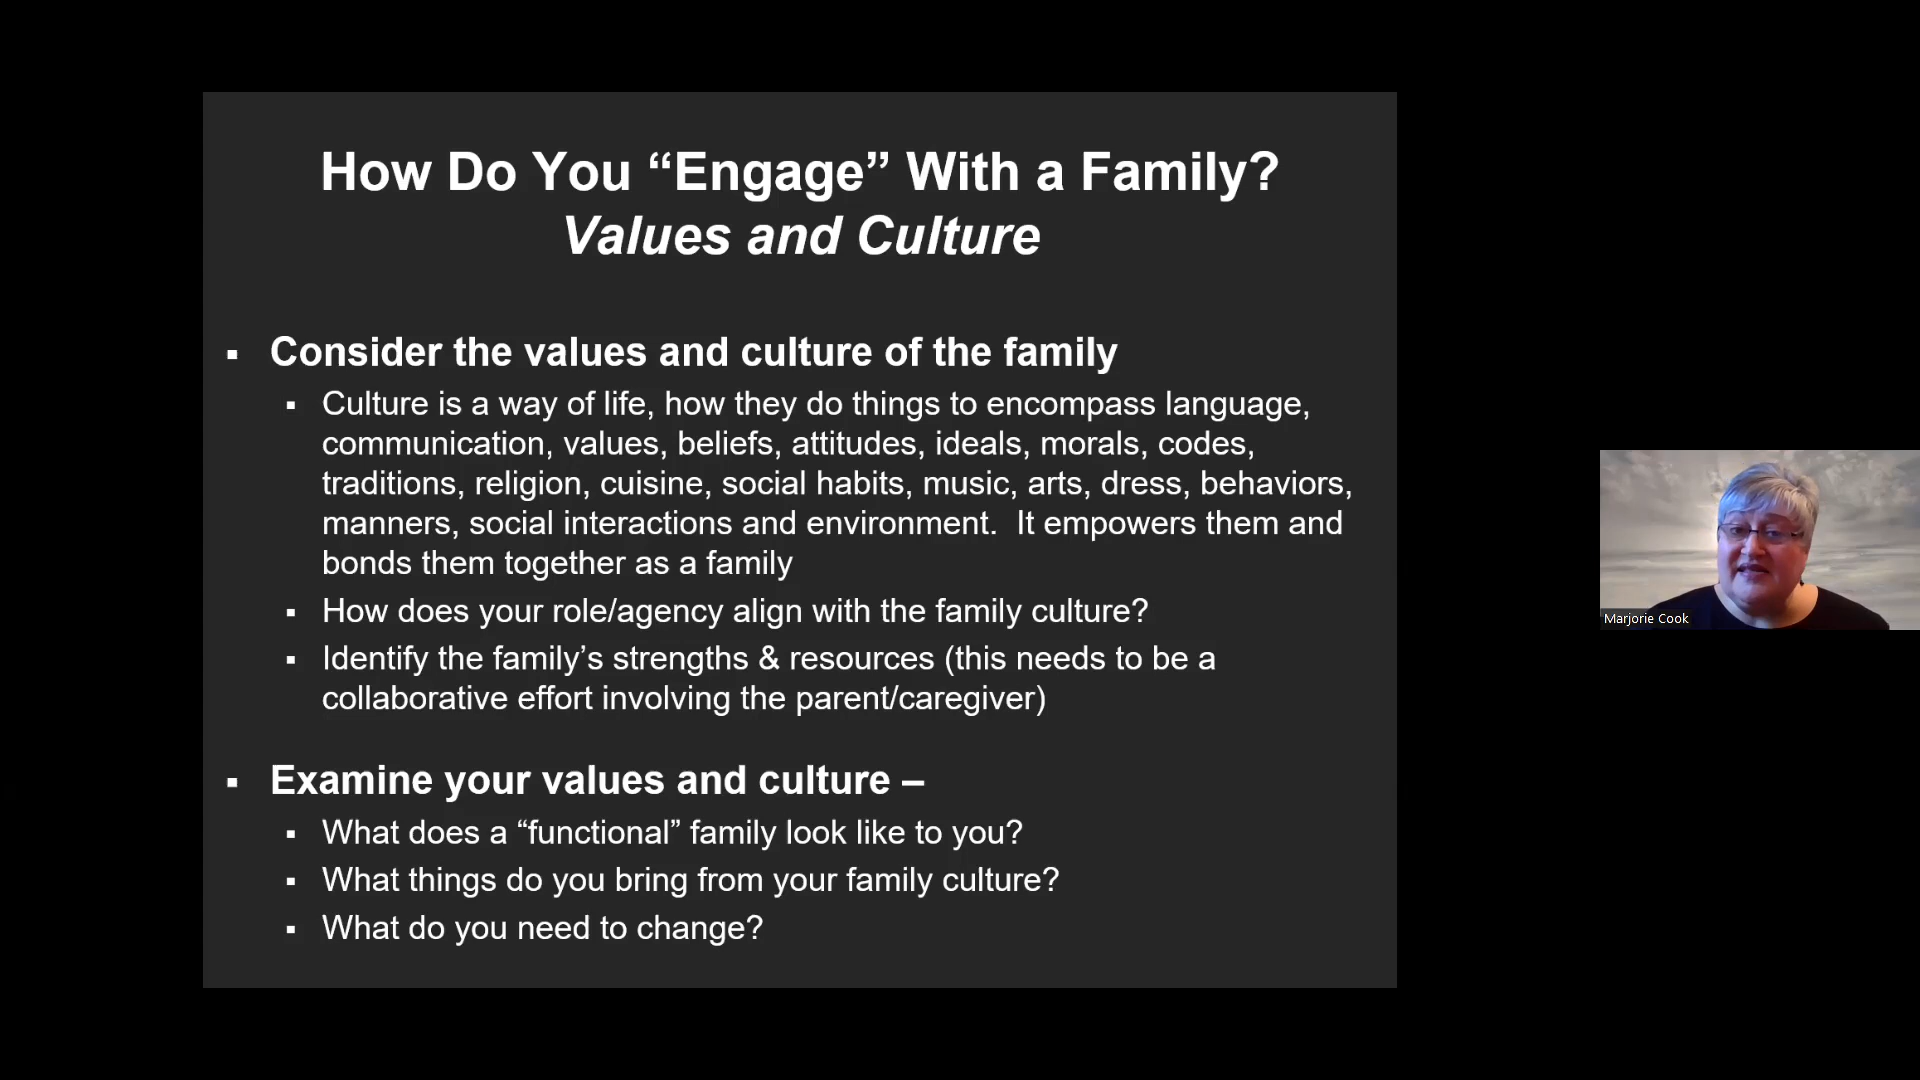 How Do You “Engage” With a Family?
Values and Culture
▪ Consider the values and culture of the family
▪ Culture is a way of life, how they do things to encompass language,
communication, values, beliefs, attitudes, ideals, morals, codes,
traditions, religion, cuisine, social habits, music, arts, dress, behaviors,
manners, social interactions and environment.  It empowers them and
bonds them together as a family
▪ How does your role/agency align with the family culture?
▪ Identify the family’s strengths & resources (this needs to be a
collaborative effort involving the parent/caregiver)
▪ Examine your values and culture –
▪ What does a “functional” family look like to you?
▪ What things do you bring from your family culture?
▪ What do you need to change?
Marjorie Cook